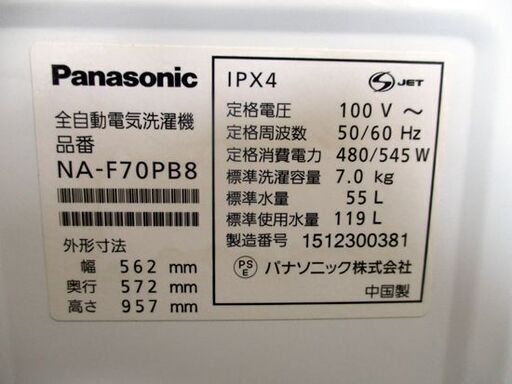 Panasonic
全自動電気洗濯機
品番
NA-F70PB8
外形寸法
幅 562 mm
奥行 572 mm
高さ 957 mm
IPX4
S JET
定格電圧 100 V ～
定格周波数 50/60 Hz
定格消費電力 480/545 W
標準洗濯容量 7.0 kg
標準水量 55 L
標準使用水量 119 L
製造番号 1512300381
PS
E
パナソニック株式会社
中国製